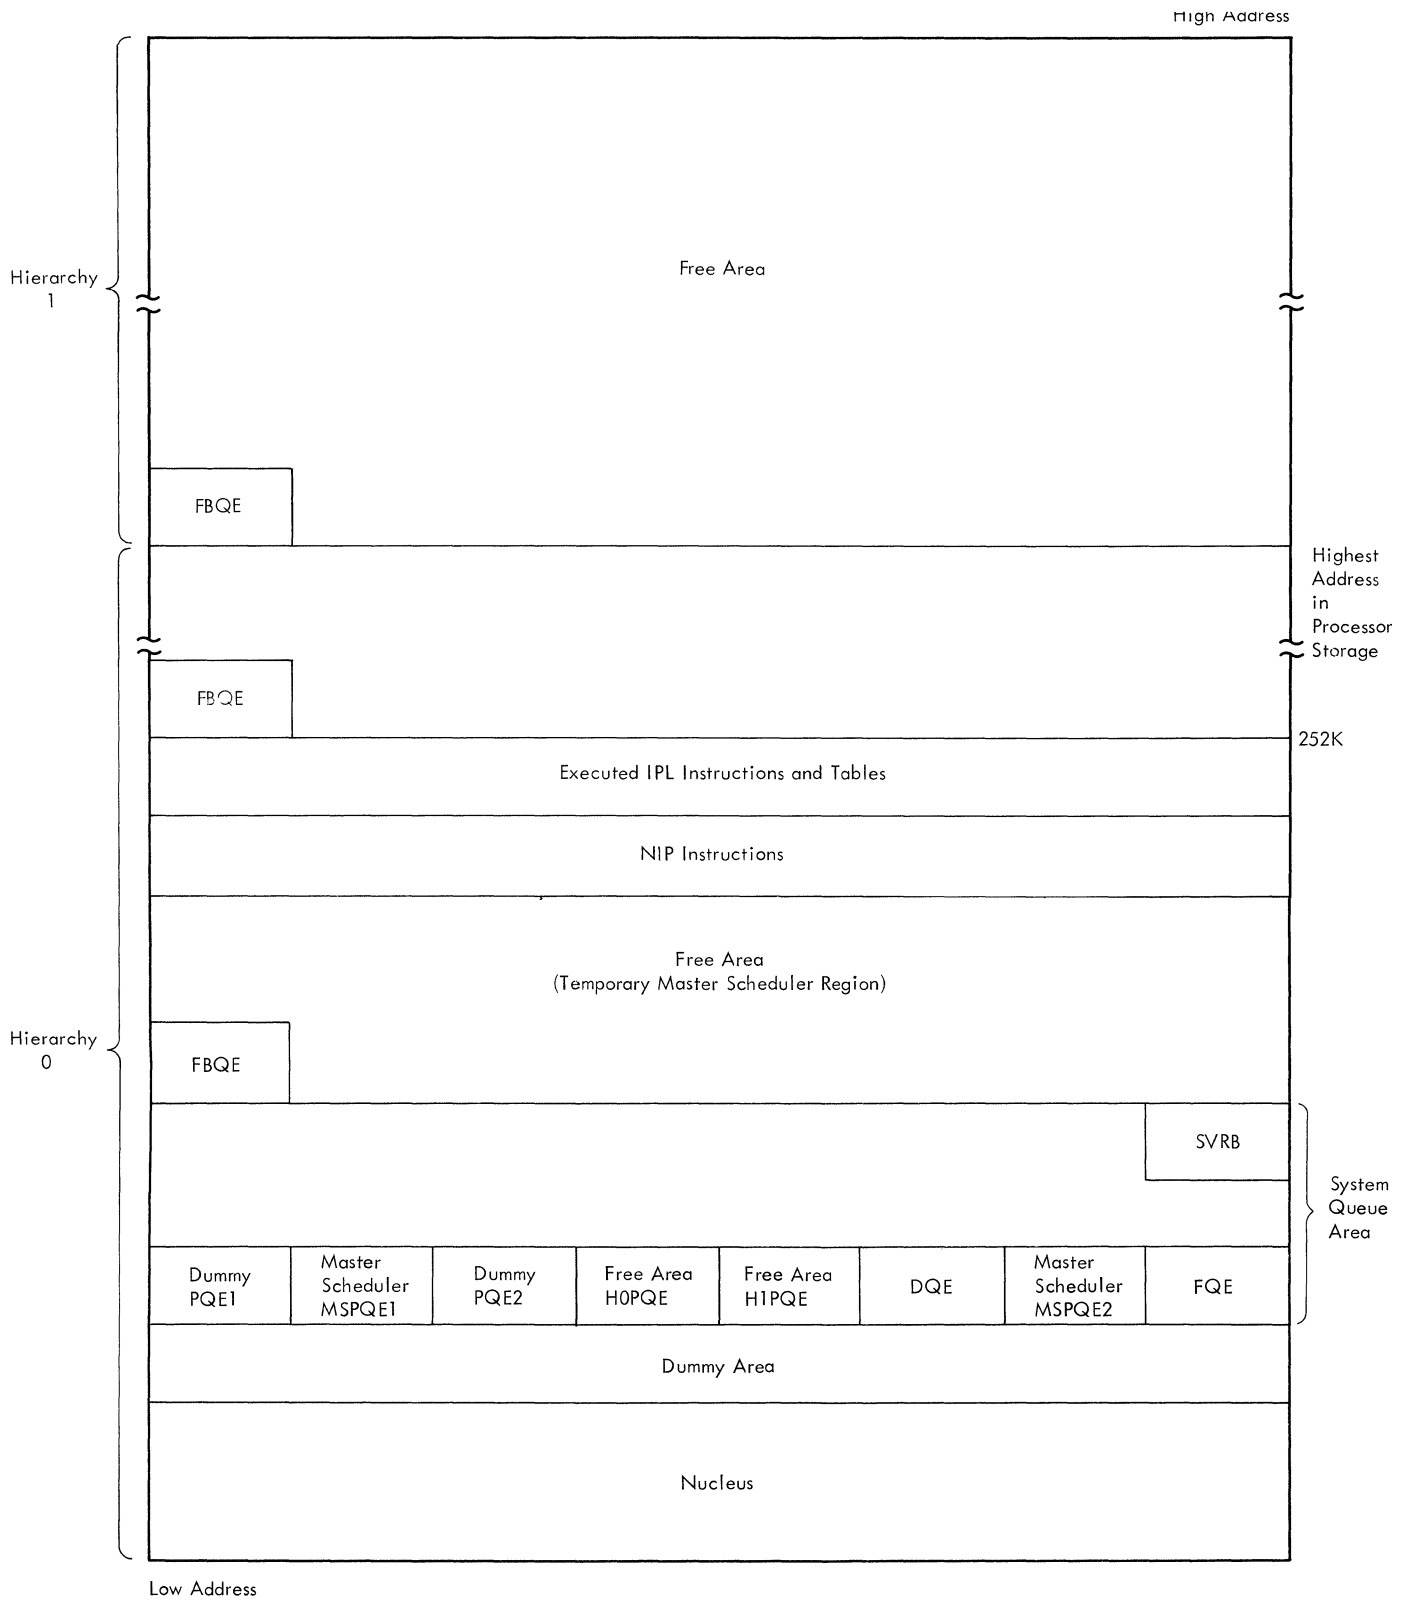 High Address
Free Area
Hierarchy
1
FBQE
Highest
Address
in
Processor
Storage
FBQE
252K
Executed IPL Instructions and Tables
NIP Instructions
Free Area
(Temporary Master Scheduler Region)
Hierarchy
0
FBQE
SVRB
System
Queue
Area
Dummy
PQE1
Master
Scheduler
MSPQE1
Dummy
PQE2
Free Area
H0PQE
Free Area
H1PQE
DQE
Master
Scheduler
MSPQE2
FQE
Dummy Area
Nucleus
Low Address